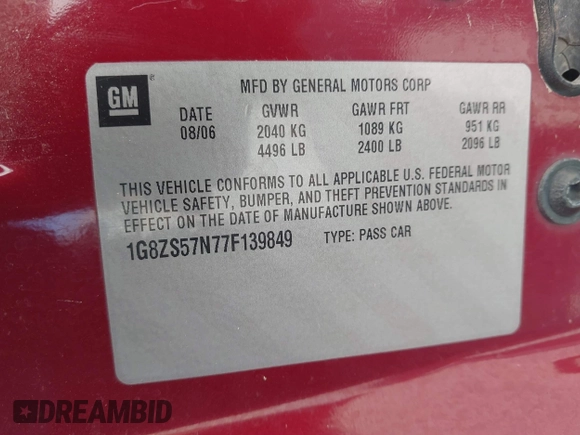 GM
MFD BY GENERAL MOTORS CORP
DATE GVWR GAWR FRT GAWR RR
08/06 2040 KG 1089 KG 951 KG
4496 LB 2400 LB 2096 LB
THIS VEHICLE CONFORMS TO ALL APPLICABLE U.S. FEDERAL MOTOR
VEHICLE SAFETY, BUMPER, AND THEFT PREVENTION STANDARDS IN
EFFECT ON THE DATE OF MANUFACTURE SHOWN ABOVE.
1G8ZS57N77F139849 TYPE: PASS CAR
DREAMBID